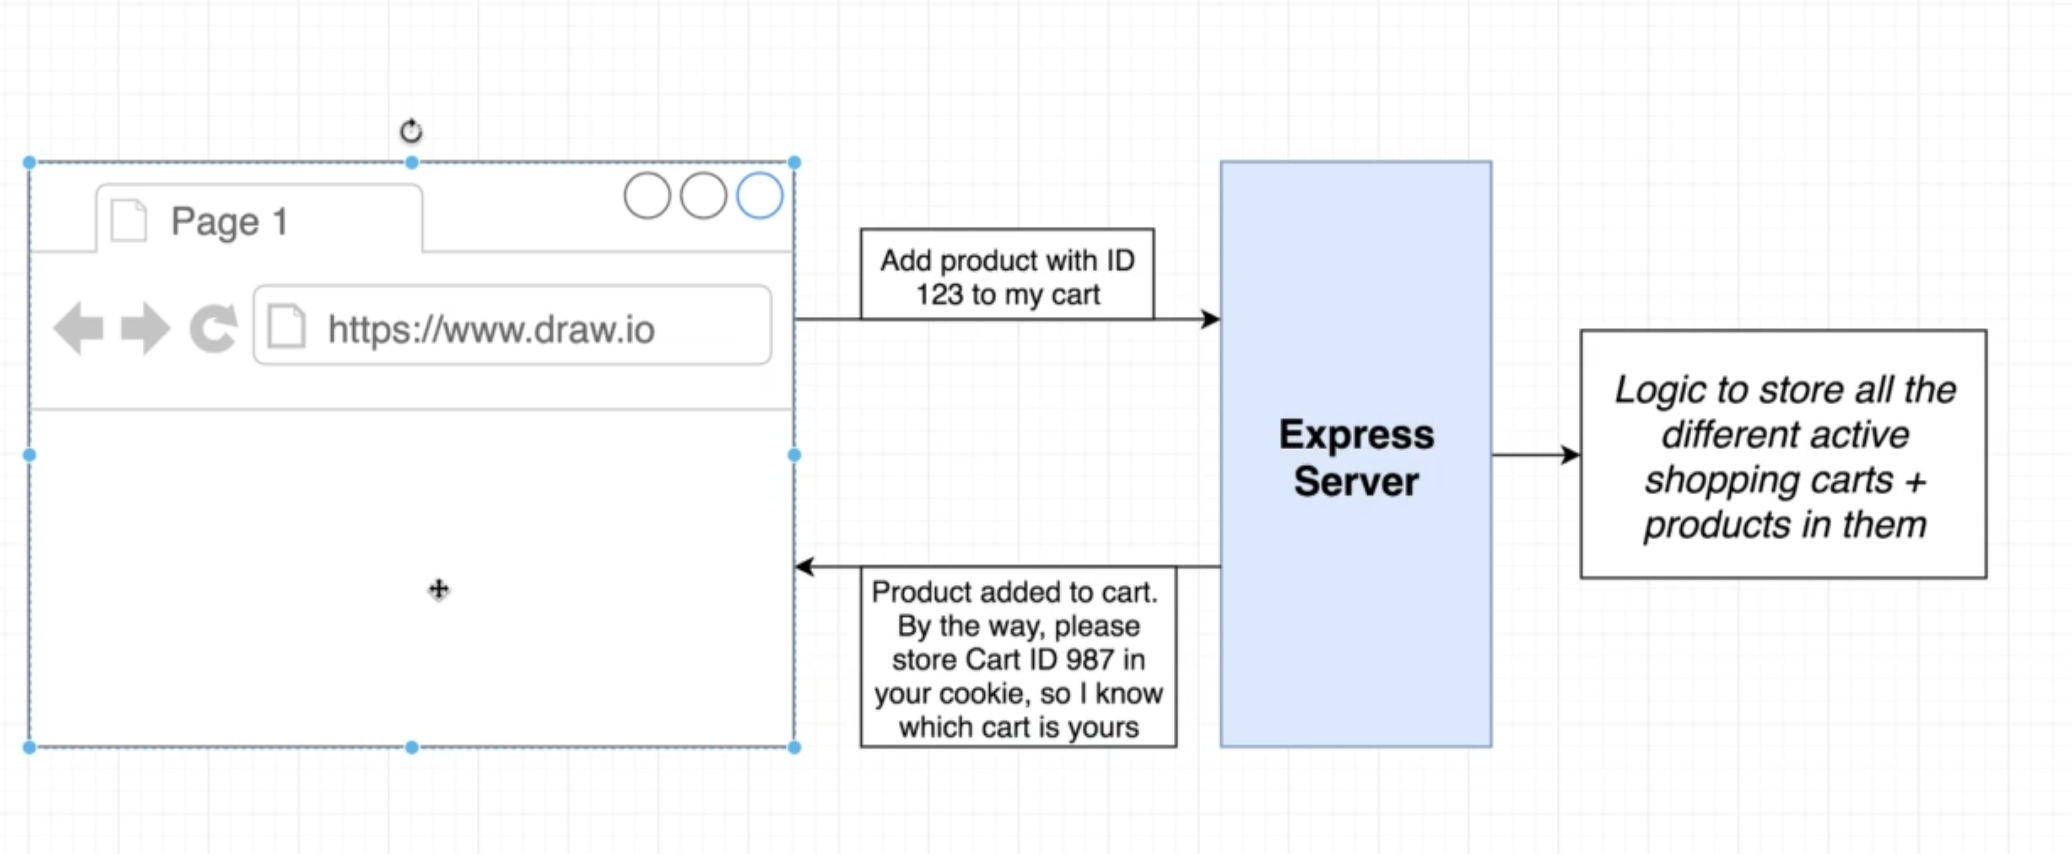 Page 1
https://www.draw.io
Add product with ID
123 to my cart
Product added to cart.
By the way, please
store Cart ID 987 in
your cookie, so I know
which cart is yours
Express
Server
Logic to store all the
different active
shopping carts +
products in them